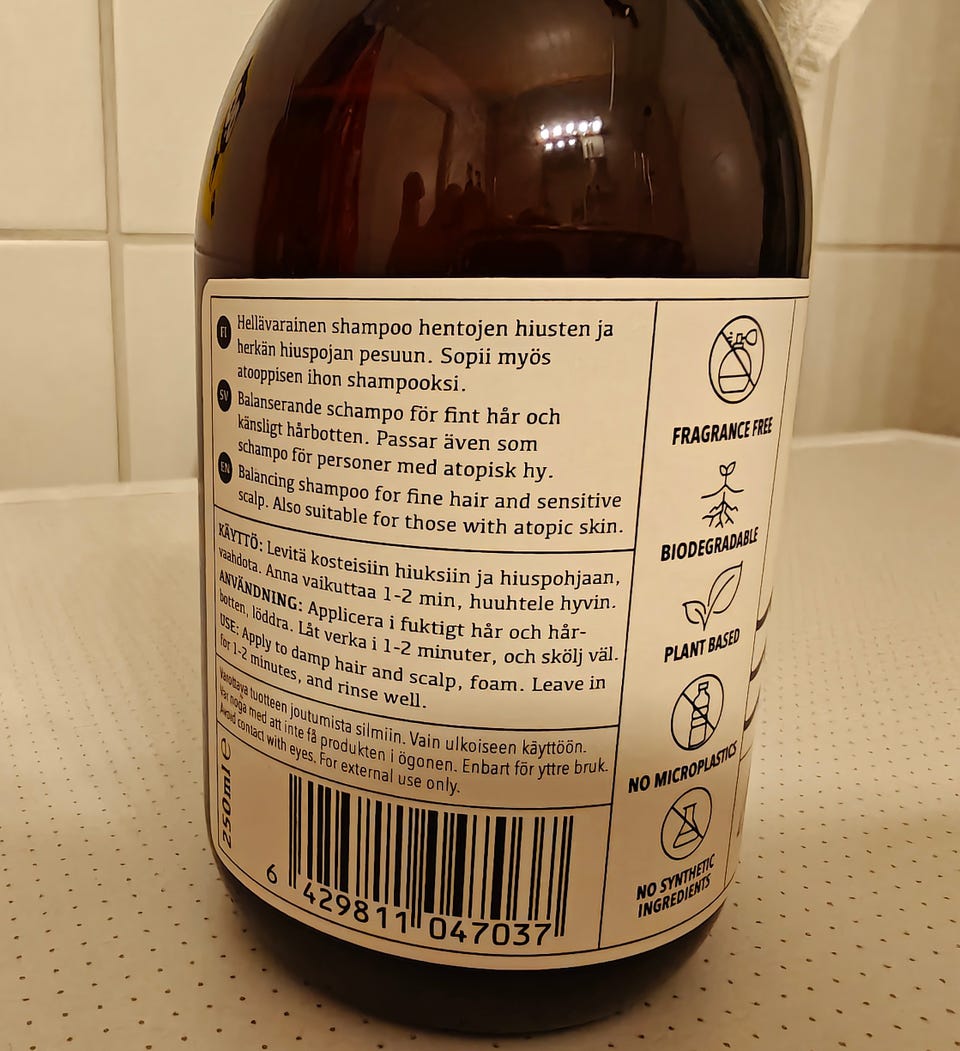 FI Hellävarainen shampoo hentojen hiusten ja
herkän hiuspojan pesuun. Sopii myös
atooppisen ihon shampooksi.
SV Balanserande schampo för fint hår och
känsligt hårbotten. Passar även som
schampo för personer med atopisk hy.
EN Balancing shampoo for fine hair and sensitive
scalp. Also suitable for those with atopic skin.
KÄYTTÖ: Levitä kosteisiin hiuksiin ja hiuspohjaan,
vaahdota. Anna vaikuttaa 1-2 min, huuhtele hyvin.
ANVÄNDNING: Applicera i fuktigt hår och hår-
botten, löddra. Låt verka i 1-2 minuter, och skölj väl.
USE: Apply to damp hair and scalp, foam. Leave in
for 1-2 minutes, and rinse well.
Varottava tuotteen joutumista silmiin. Vain ulkoiseen käyttöön.
Var noga med att inte få produkten i ögonen. Enbart för yttre bruk.
Avoid contact with eyes. For external use only.
250 ml e
6 429811 047037
FRAGRANCE FREE
BIODEGRADABLE
PLANT BASED
NO MICROPLASTICS
NO SYNTHETIC
INGREDIENTS